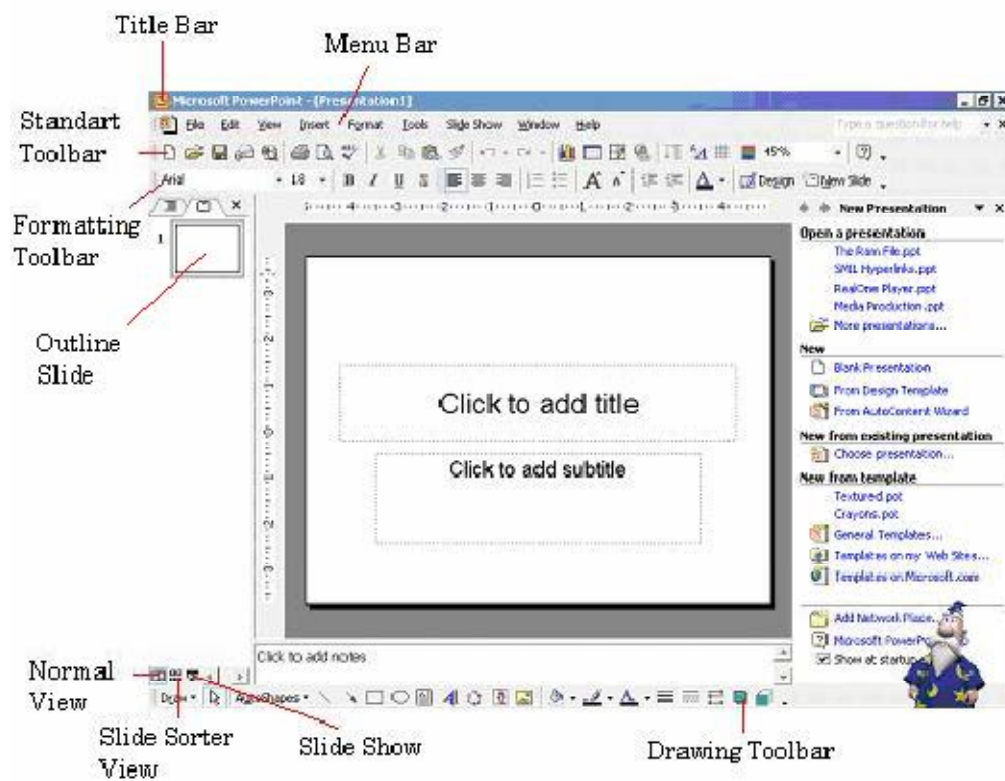 Title Bar
Menu Bar
Microsoft PowerPoint - [Presentation1]
Standart
Toolbar
File Edit View Insert Format Tools Slide Show Window Help
Type a question for help
45%
Arial
18
B I U S
Design
New Slide
Formatting
Toolbar
1
Outline
Slide
New Presentation
Open a presentation
The Ram File.ppt
SMIL Hyperlinks.ppt
RealOne Player.ppt
Media Production .ppt
More presentations...
New
Blank Presentation
From Design Template
From AutoContent Wizard
New from existing presentation
Choose presentation...
New from template
Textured.pot
Crayons.pot
General Templates...
Templates on my Web Sites...
Templates on Microsoft.com
Add Network Place...
Microsoft
Show at startup
Click to add title
Click to add subtitle
Click to add notes
Draw
AutoShapes
Normal
View
Slide Sorter
View
Slide Show
Drawing Toolbar